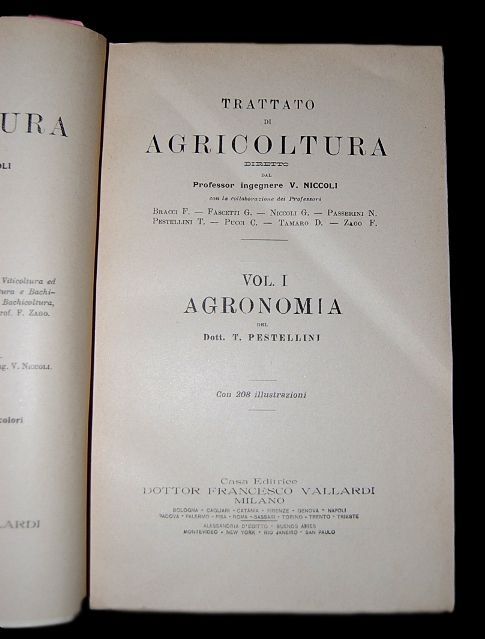 URA
OLI
Viticoltura ed
tura e Bachi-
Bachicoltura,
rof. F. Zago.
ng. V. Niccoli.
colori
LARDI
TRATTATO
DI
AGRICOLTURA
DIRETTO
DAL
Professor ingegnere V. NICCOLI
con la collaborazione dei Professori
Bracci F. — Fascetti G. — Niccoli G. — Passerini N.
Pestellini T. — Pucci C. — Tamaro D. — Zago F.
VOL. I
AGRONOMIA
DEL
Dott. T. PESTELLINI
Con 208 illustrazioni
Casa Editrice
DOTTOR FRANCESCO VALLARDI
MILANO
BOLOGNA - CAGLIARI - CATANIA - FIRENZE - GENOVA - NAPOLI
PADOVA - PALERMO - PISA - ROMA - SASSARI - TORINO - TRENTO - TRIESTE
ALESSANDRIA D'EGITTO - BUENOS AIRES
MONTEVIDEO - NEW YORK - RIO JANEIRO - SAN PAULO